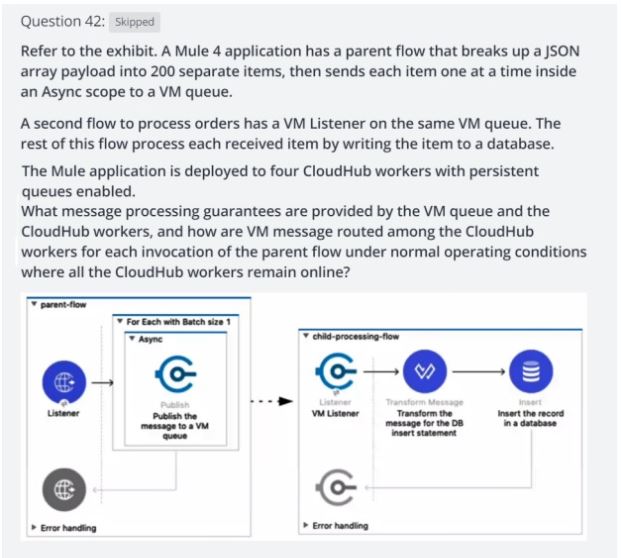 Question 42: Skipped
Refer to the exhibit. A Mule 4 application has a parent flow that breaks up a JSON
array payload into 200 separate items, then sends each item one at a time inside
an Async scope to a VM queue.
A second flow to process orders has a VM Listener on the same VM queue. The
rest of this flow process each received item by writing the item to a database.
The Mule application is deployed to four CloudHub workers with persistent
queues enabled.
What message processing guarantees are provided by the VM queue and the
CloudHub workers, and how are VM message routed among the CloudHub
workers for each invocation of the parent flow under normal operating conditions
where all the CloudHub workers remain online?
parent-flow
For Each with Batch size 1
Async
Listener
Publish
Publish the
message to a VM
queue
Error handling
child-processing-flow
Listener
VM Listener
Transform Message
Transform the
message for the DB
insert statement
Insert
Insert the record
in a database
Error handling